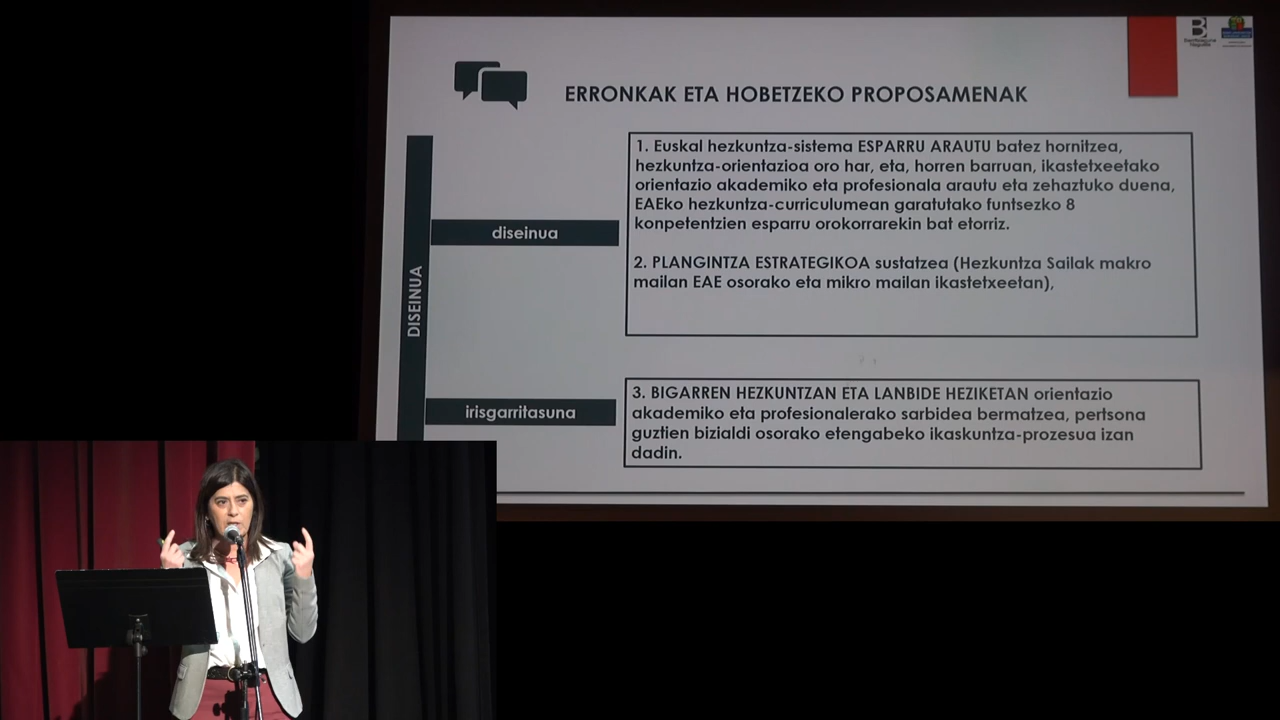 ERRONKAK ETA HOBETZEKO PROPOSAMENAK
DISEINUA
diseinua
1. Euskal hezkuntza-sistema ESPARRU ARAUTU batez hornitzea,
hezkuntza-orientazioa oro har, eta, horren barruan, ikastetxeetako
orientazio akademiko eta profesionala arautu eta zehaztuko duena,
EAEko hezkuntza-curriculumean garatutako funtsezko 8
konpetentzien esparru orokorrarekin bat etorriz.
2. PLANGINTZA ESTRATEGIKOA sustatzea (Hezkuntza Sailak makro
mailan EAE osorako eta mikro mailan ikastetxeetan),
irisgarritasuna
3. BIGARREN HEZKUNTZAN ETA LANBIDE HEZIKETAN orientazio
akademiko eta profesionalerako sarbidea bermatzea, pertsona
guztien bizialdi osorako etengabeko ikaskuntza-prozesua izan
dadin.